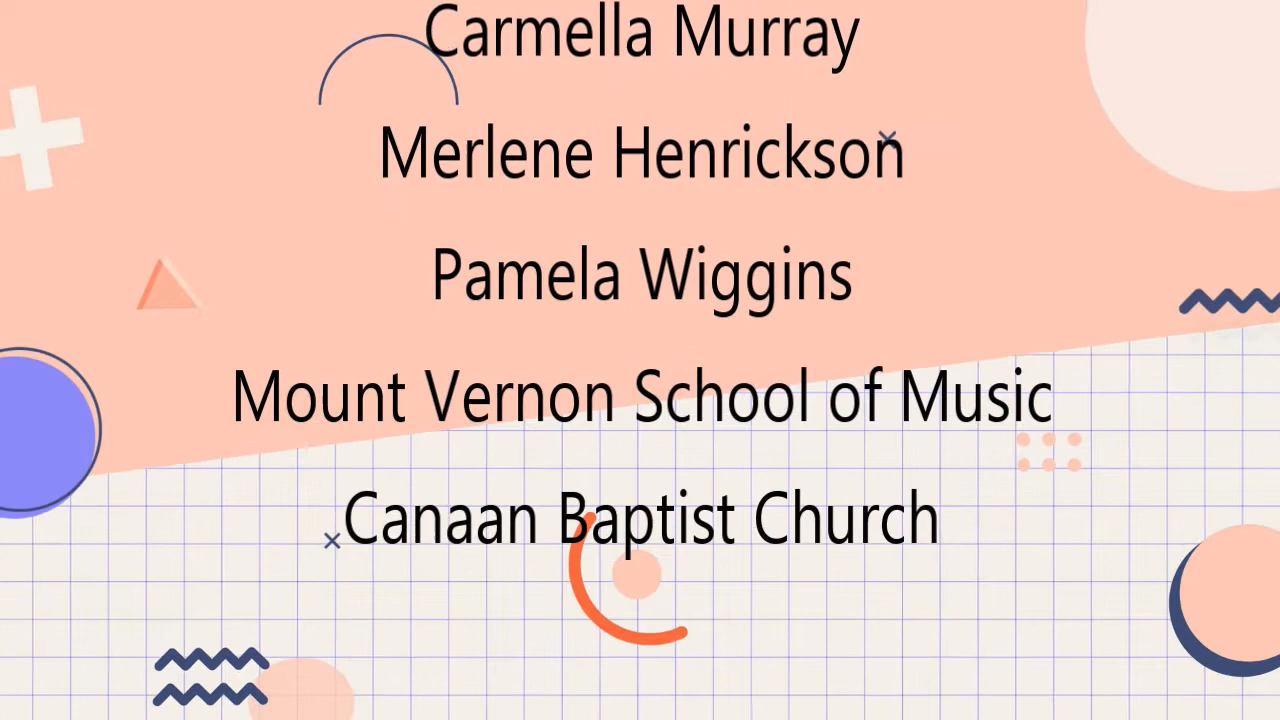 Carmella Murray
Merlene Henrickson
Pamela Wiggins
Mount Vernon School of Music
Canaan Baptist Church